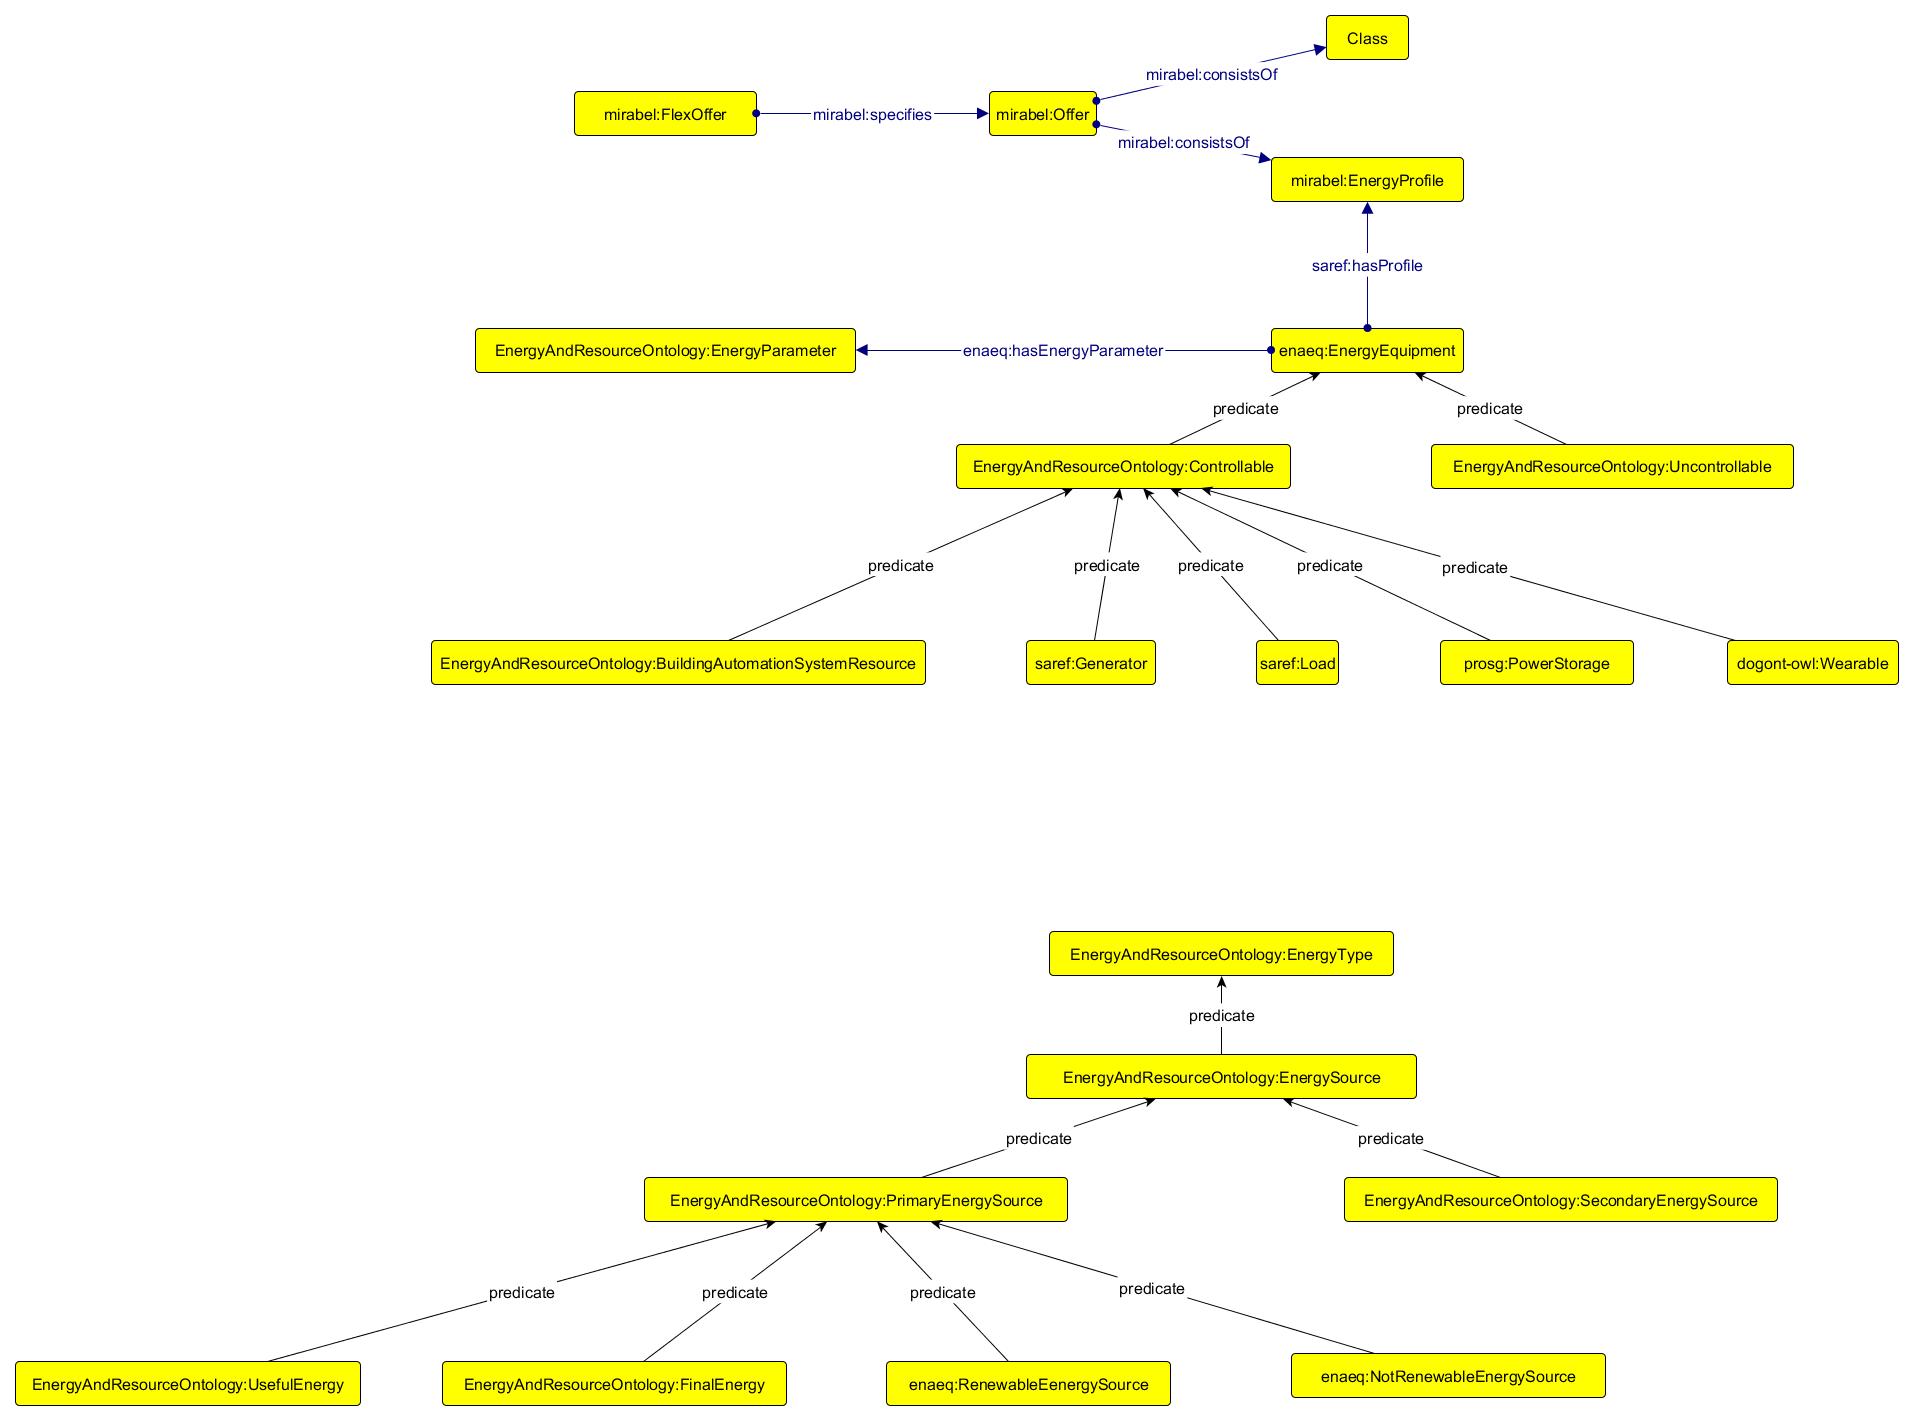 Class
mirabel:consistsOf
mirabel:FlexOffer
mirabel:specifies
mirabel:Offer
mirabel:consistsOf
mirabel:EnergyProfile
saref:hasProfile
EnergyAndResourceOntology:EnergyParameter
enaeq:hasEnergyParameter
enaeq:EnergyEquipment
predicate
predicate
EnergyAndResourceOntology:Controllable
EnergyAndResourceOntology:Uncontrollable
predicate
predicate
predicate
predicate
predicate
EnergyAndResourceOntology:BuildingAutomationSystemResource
saref:Generator
saref:Load
prosg:PowerStorage
dogont-owl:Wearable
EnergyAndResourceOntology:EnergyType
predicate
EnergyAndResourceOntology:EnergySource
predicate
predicate
EnergyAndResourceOntology:PrimaryEnergySource
EnergyAndResourceOntology:SecondaryEnergySource
predicate
predicate
predicate
predicate
EnergyAndResourceOntology:UsefulEnergy
EnergyAndResourceOntology:FinalEnergy
enaeq:RenewableEenergySource
enaeq:NotRenewableEnergySource